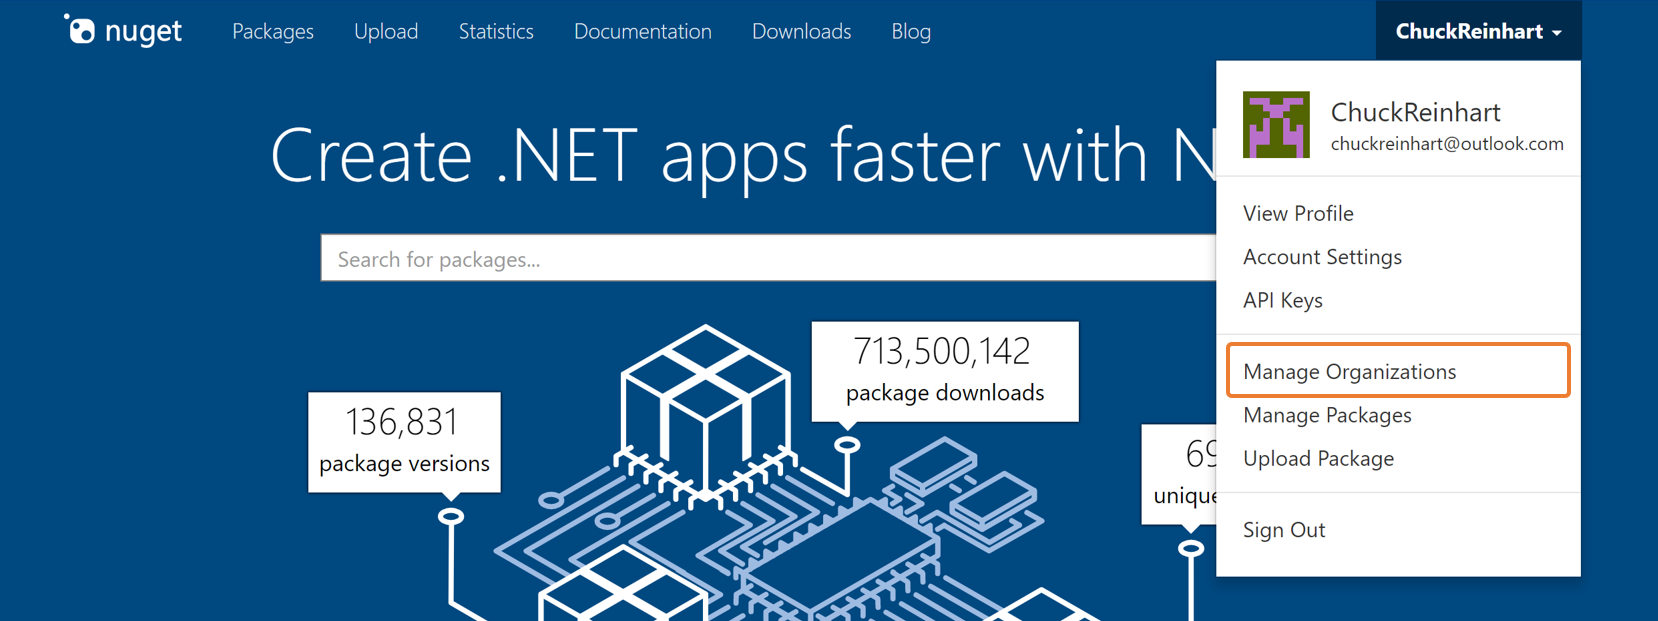 nuget
Packages
Upload
Statistics
Documentation
Downloads
Blog
ChuckReinhart
ChuckReinhart
chuckreinhart@outlook.com
Create .NET apps faster with N
Search for packages...
View Profile
Account Settings
API Keys
Manage Organizations
Manage Packages
Upload Package
Sign Out
713,500,142
package downloads
136,831
package versions
69
unique